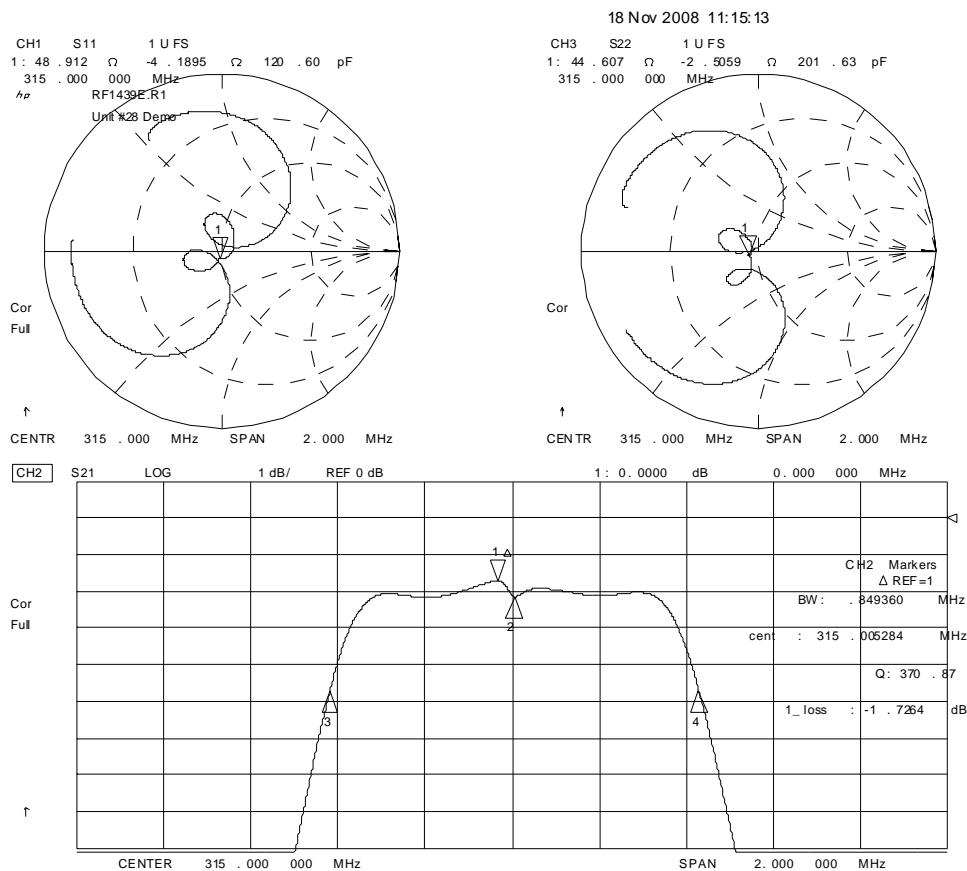 18 Nov 2008 11:15:13
CH1 S11 1 U FS
1: 48 .912 Ω -4 .1895 Ω 120 .60 pF
315 .000 000 MHz
hp RF1439E.R1
Unit #28 Demo
Cor
Full
↑
CENTR 315 .000 MHz SPAN 2.000 MHz
1
CH3 S22 1 U FS
1: 44 .607 Ω -2 .5059 Ω 201 .63 pF
315 .000 000 MHz
Cor
↑
CENTR 315 .000 MHz SPAN 2.000 MHz
1
CH2 S21 LOG 1 dB/ REF 0 dB 1: 0.0000 dB 0.000 000 MHz
1 Δ
CH2 Markers
Δ REF=1
BW: .849360 MHz
Cor
Full
2
cent : 315 .005284 MHz
Q: 370 .87
1_ loss : -1 .7264 dB
3 4
↑
CENTER 315 .000 000 MHz SPAN 2.000 000 MHz